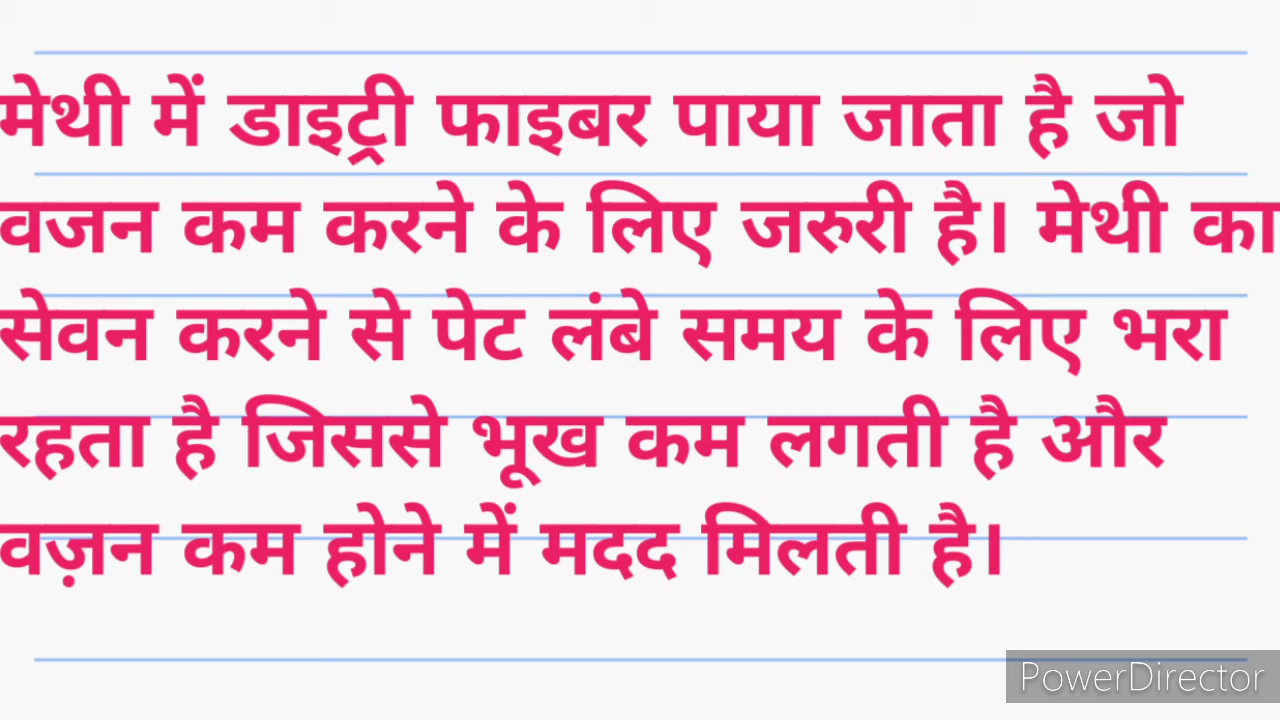 मेथी में डाइट्री फाइबर पाया जाता है जो
वजन कम करने के लिए जरुरी है। मेथी का
सेवन करने से पेट लंबे समय के लिए भरा
रहता है जिससे भूख कम लगती है और
वज़न कम होने में मदद मिलती है।
PowerDirector